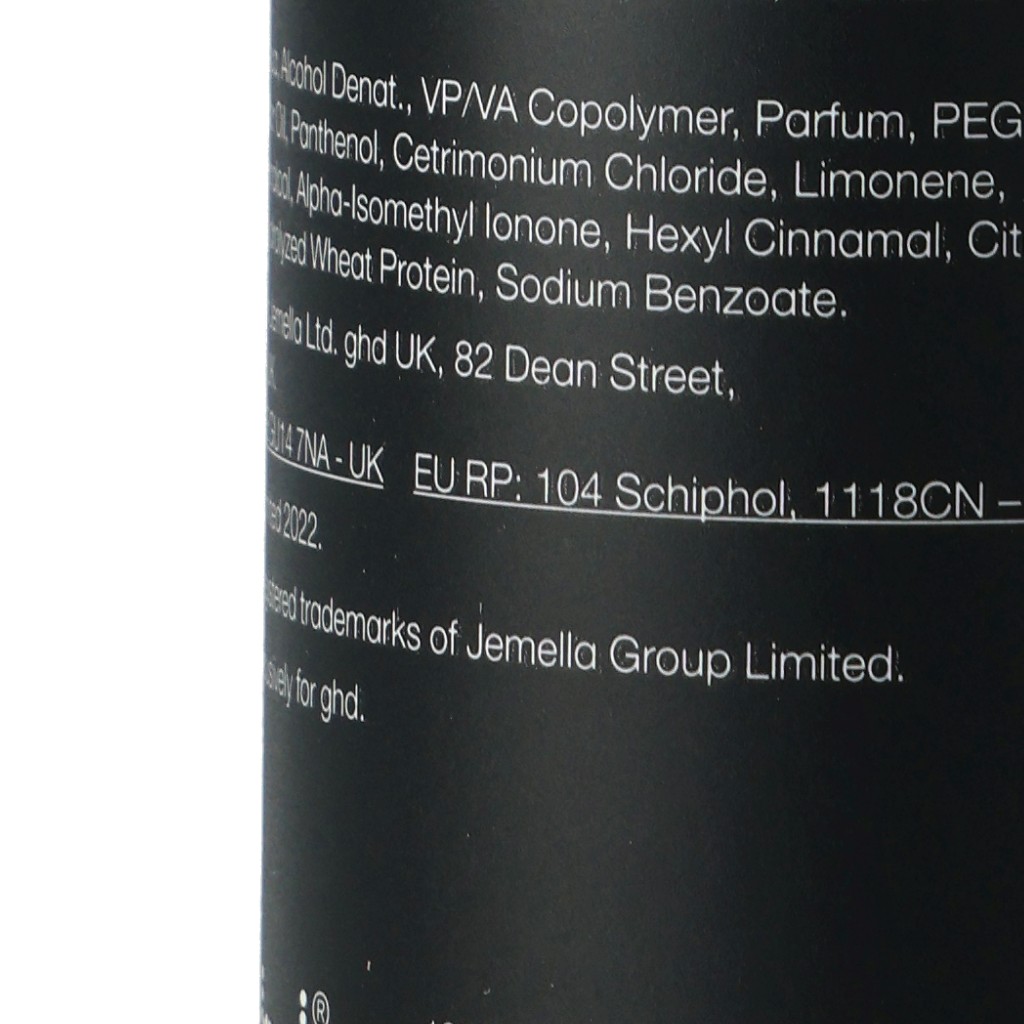 Alcohol Denat., VP/VA Copolymer, Parfum, PEG
Oil, Panthenol, Cetrimonium Chloride, Limonene,
Alpha-Isomethyl Ionone, Hexyl Cinnamal, Cit
Wheat Protein, Sodium Benzoate.
Ltd. ghd UK, 82 Dean Street,
GU14 7NA - UK EU RP: 104 Schiphol, 1118CN –
2022.
trademarks of Jemella Group Limited.
for ghd.
®